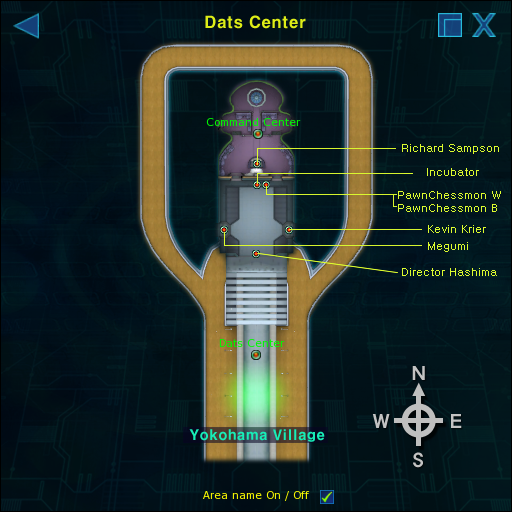 Dats Center
Command Center
Richard Sampson
Incubator
PawnChessmon W
PawnChessmon B
Kevin Krier
Megumi
Director Hashima
Dats Center
N
W
E
S
Yokohama Village
Area name On / Off